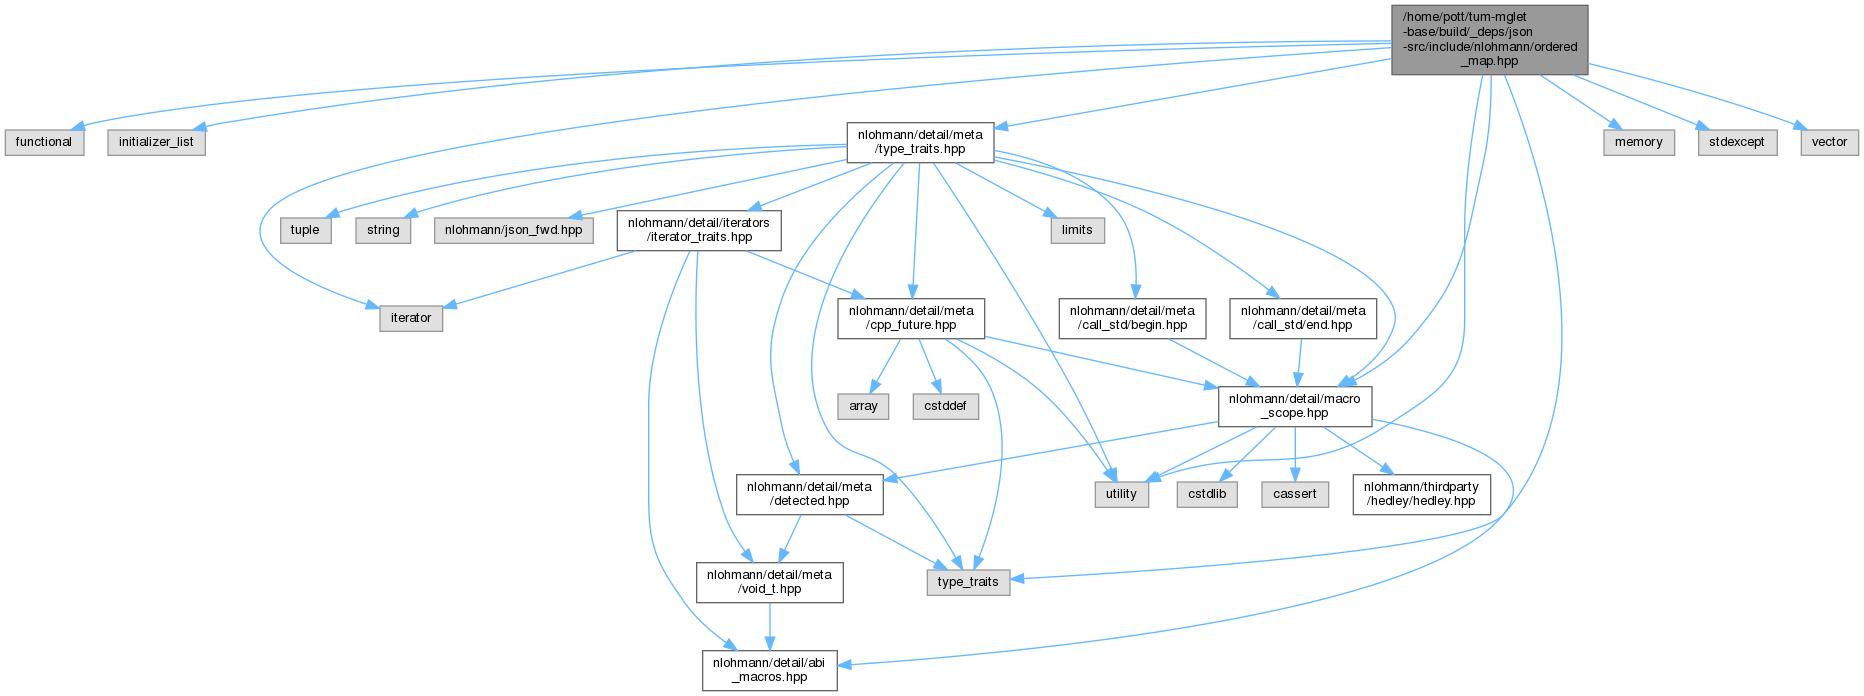 /home/pott/tum-mglet
-base/build/_deps/json
-src/include/nlohmann/ordered
_map.hpp
functional
initializer_list
nlohmann/detail/meta
/type_traits.hpp
memory
stdexcept
vector
tuple
string
nlohmann/json_fwd.hpp
nlohmann/detail/iterators
/iterator_traits.hpp
limits
iterator
nlohmann/detail/meta
/cpp_future.hpp
nlohmann/detail/meta
/call_std/begin.hpp
nlohmann/detail/meta
/call_std/end.hpp
array
cstddef
nlohmann/detail/macro
_scope.hpp
nlohmann/detail/meta
/detected.hpp
utility
cstdlib
cassert
nlohmann/thirdparty
/hedley/hedley.hpp
nlohmann/detail/meta
/void_t.hpp
type_traits
nlohmann/detail/abi
_macros.hpp